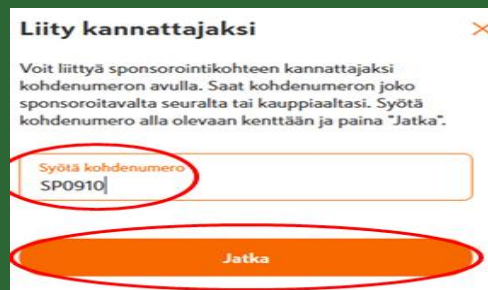 Liity kannattajaksi
Voit liittyä sponsorointikohteen kannattajaksi
kohdenumeron avulla. Saat kohdenumeron joko
sponsoroitavalta seuralta tai kauppiaaltasi. Syötä
kohdenumero alla olevaan kenttään ja paina "Jatka".
Syötä kohdenumero
SP0910
Jatka